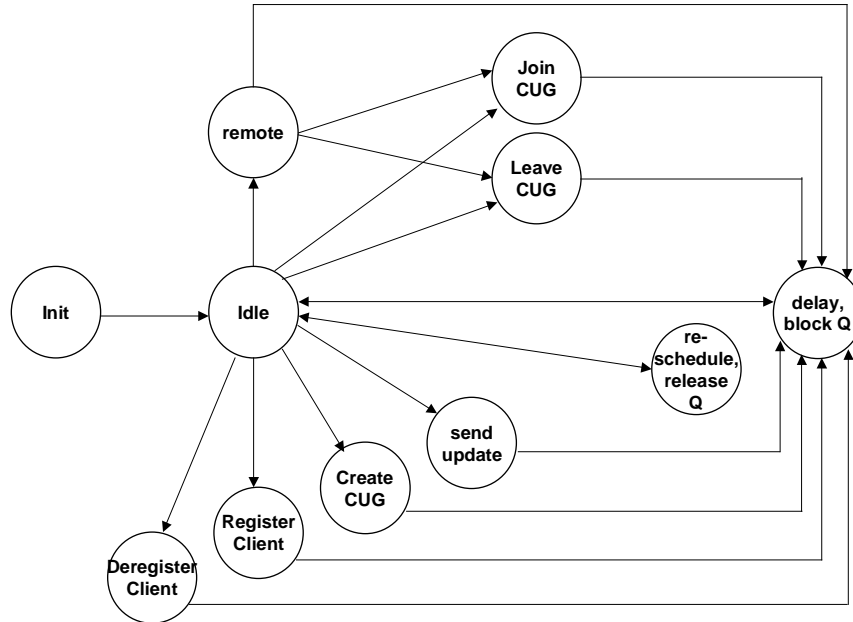 Join
CUG
remote
Leave
CUG
Init
Idle
delay,
block Q
re-
schedule,
release
Q
send
update
Create
CUG
Register
Client
Deregister
Client